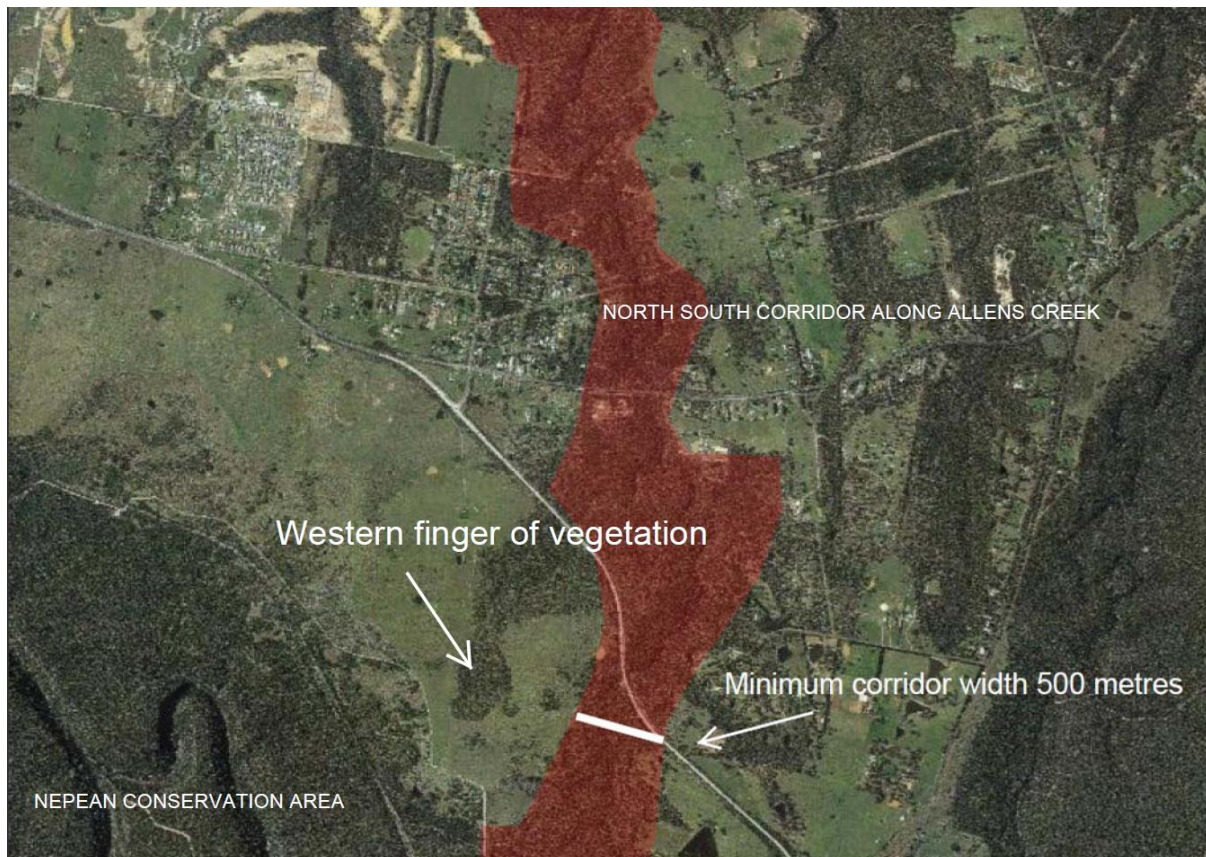 NORTH SOUTH CORRIDOR ALONG ALLENS CREEK
Western finger of vegetation
Minimum corridor width 500 metres
NEPEAN CONSERVATION AREA